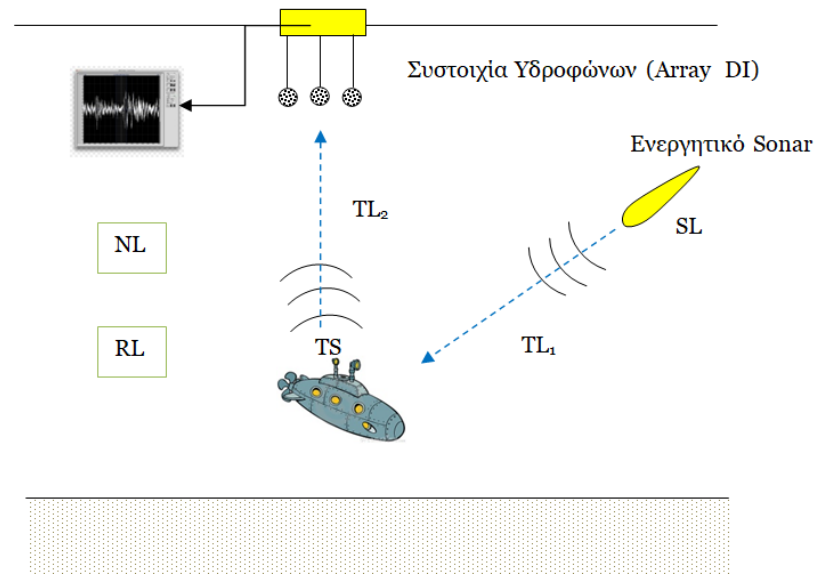 Συστοιχία Υδροφώνων (Array DI)
Ενεργητικό Sonar
SL
TL₂
NL
TL₁
RL
TS